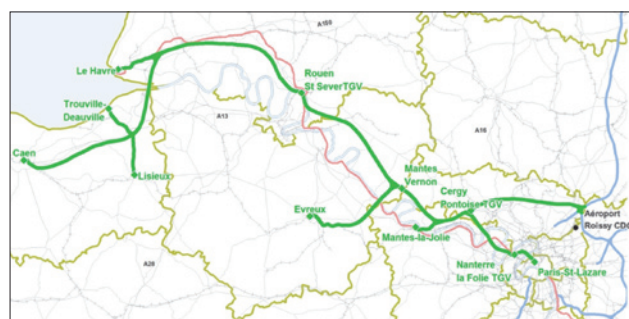 A150
Le Havre
Rouen
St Sever TGV
Trouville-
Deauville
A13
A16
Caen
Lisieux
Mantes
Vernon
Cergy
Pontoise-TGV
Evreux
Aéroport
Roissy CDG
Mantes-la-Jolie
A28
Nanterre
la Folie TGV
Paris-St-Lazare